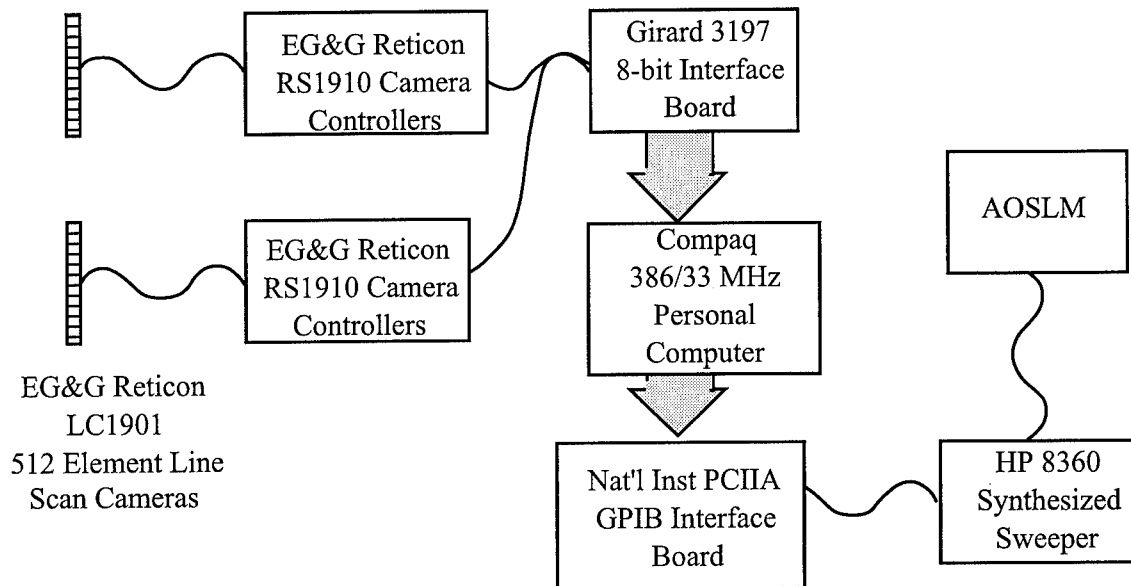 EG&G Reticon
RS1910 Camera
Controllers
Girard 3197
8-bit Interface
Board
EG&G Reticon
RS1910 Camera
Controllers
Compaq
386/33 MHz
Personal
Computer
AOSLM
EG&G Reticon
LC1901
512 Element Line
Scan Cameras
Nat'l Inst PCIIA
GPIB Interface
Board
HP 8360
Synthesized
Sweeper